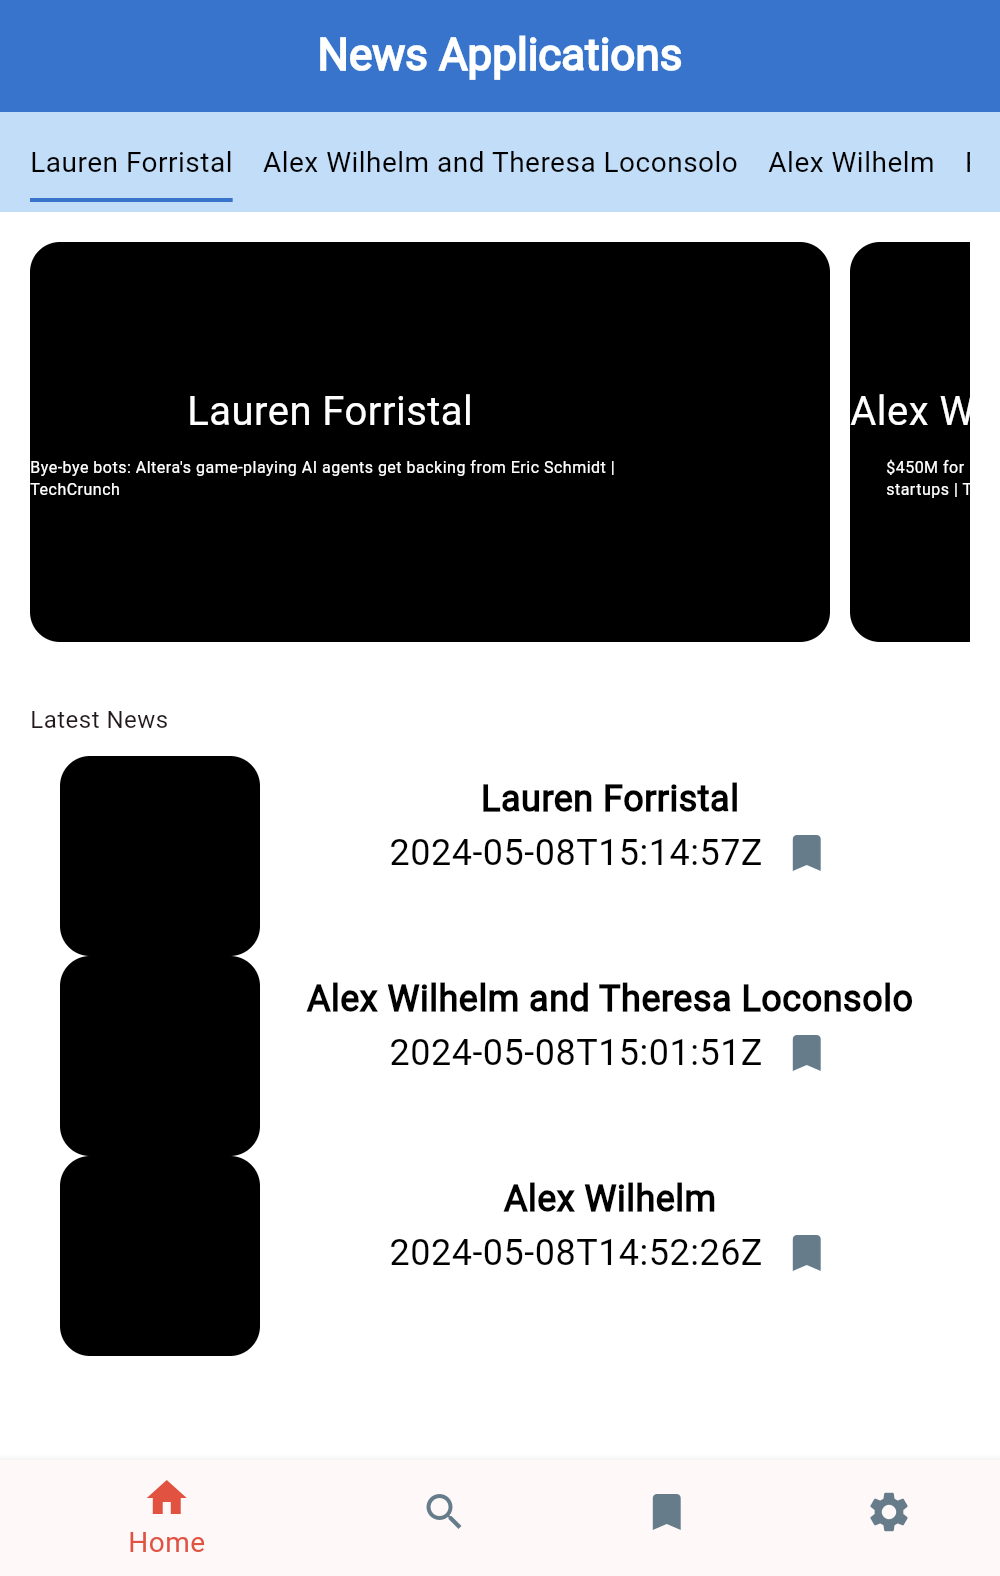 News Applications
Lauren Forristal
Alex Wilhelm and Theresa Loconsolo
Alex Wilhelm
Lauren Forristal
Bye-bye bots: Altera's game-playing AI agents get backing from Eric Schmidt |
TechCrunch
Alex W
$450M for
startups | T
Latest News
Lauren Forristal
2024-05-08T15:14:57Z
Alex Wilhelm and Theresa Loconsolo
2024-05-08T15:01:51Z
Alex Wilhelm
2024-05-08T14:52:26Z
Home